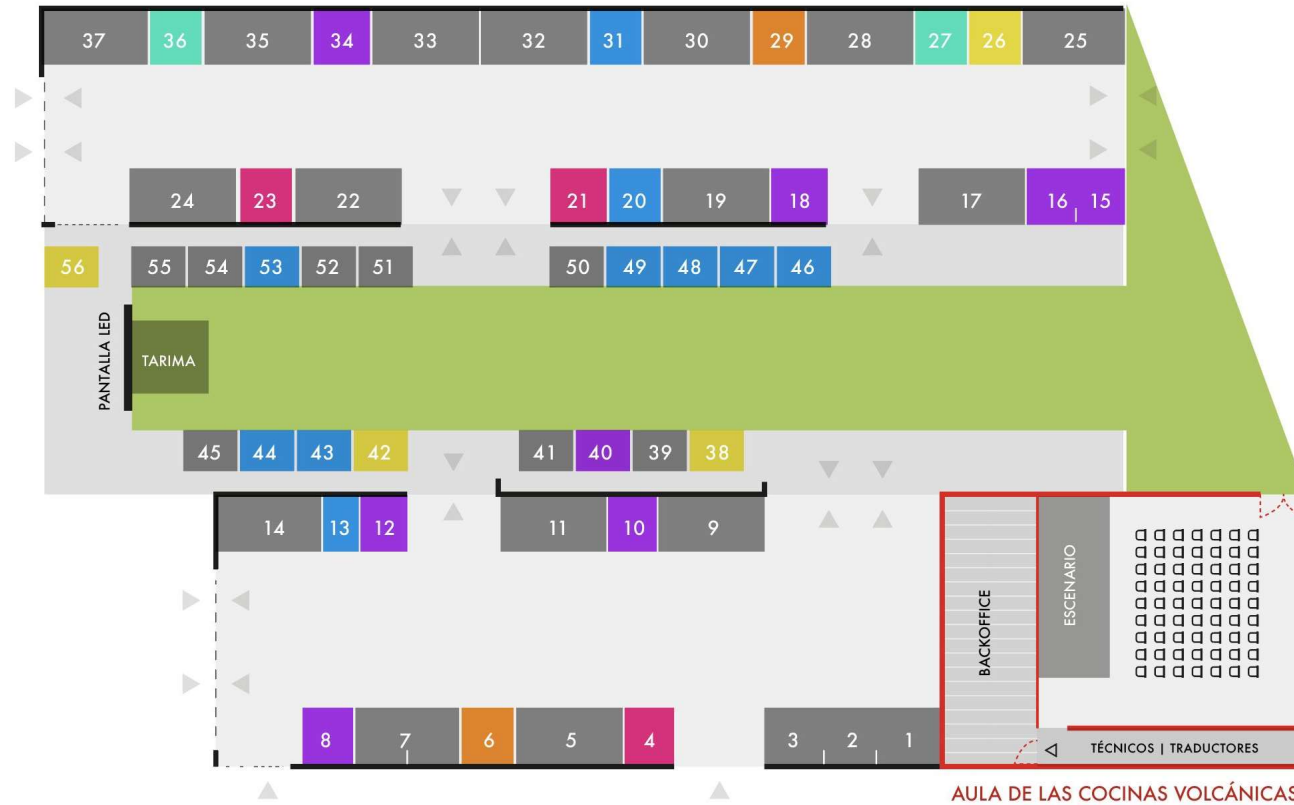 37 36 35 34 33 32 31 30 29 28 27 26 25
24 23 22 21 20 19 18 17 16 15
56 55 54 53 52 51 50 49 48 47 46
PANTALLA LED
TARIMA
45 44 43 42 41 40 39 38
14 13 12 11 10 9
BACKOFFICE
ESCENARIO
8 7 6 5 4 3 2 1
TÉCNICOS | TRADUCTORES
AULA DE LAS COCINAS VOLCÁNICAS